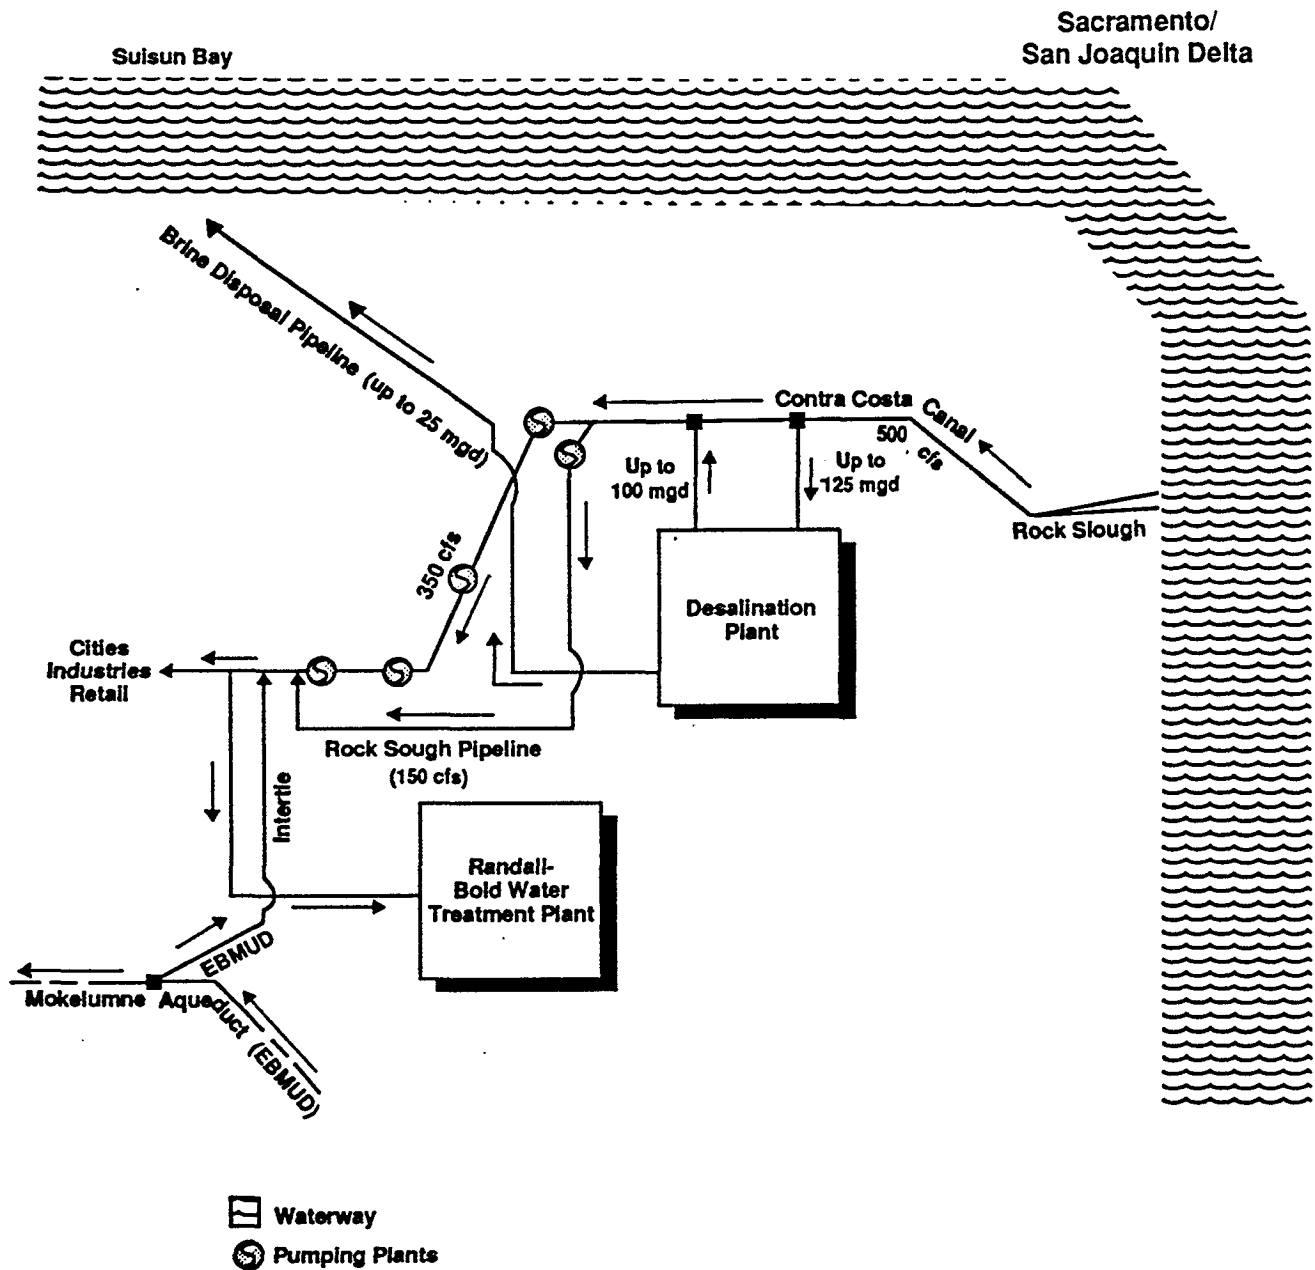 Sacramento/
San Joaquin Delta
Suisun Bay
Brine Disposal Pipeline (up to 25 mgd)
Contra Costa
Canal
500
cfs
Up to
100 mgd
Up to
125 mgd
Rock Slough
350 cfs
Desalination
Plant
Cities
Industries
Retail
Rock Sough Pipeline
(150 cfs)
Intertie
Randall-
Bold Water
Treatment Plant
EBMUD
Mokelumne Aqueduct (EBMUD)
Waterway
Pumping Plants